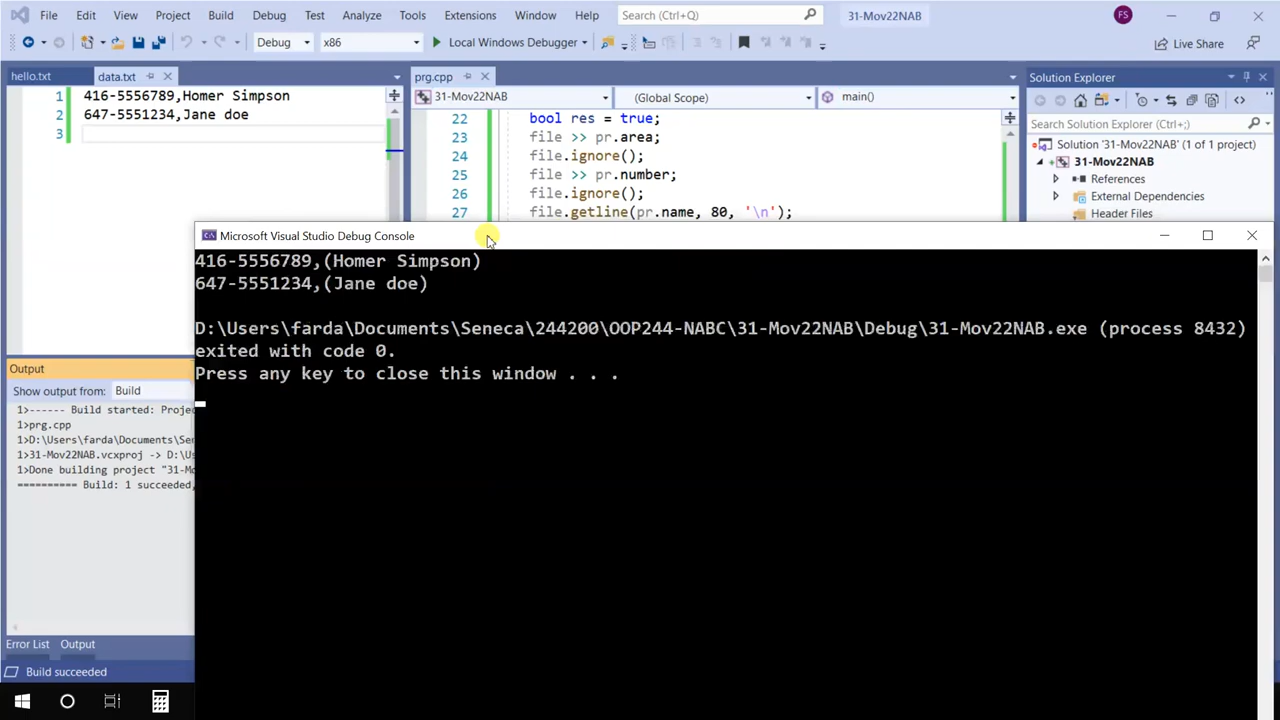 File Edit View Project Build Debug Test Analyze Tools Extensions Window Help Search (Ctrl+Q) 31-Mov22NAB FS
Debug x86 Local Windows Debugger Live Share
hello.txt data.txt
1 416-5556789,Homer Simpson
2 647-5551234,Jane doe
3
prg.cpp
31-Mov22NAB (Global Scope) main()
22 bool res = true;
23 file >> pr.area;
24 file.ignore();
25 file >> pr.number;
26 file.ignore();
27 file.getline(pr.name, 80, '\n');
Solution Explorer
Search Solution Explorer (Ctrl+;)
Solution '31-Mov22NAB' (1 of 1 project)
31-Mov22NAB
References
External Dependencies
Header Files
Microsoft Visual Studio Debug Console
416-5556789,(Homer Simpson)
647-5551234,(Jane doe)
D:\Users\farda\Documents\Seneca\244200\OOP244-NABC\31-Mov22NAB\Debug\31-Mov22NAB.exe (process 8432)
exited with code 0.
Press any key to close this window . . .
Output
Show output from: Build
1>------ Build started: Projec
1>prg.cpp
1>D:\Users\farda\Documents\Sen
1>31-Mov22NAB.vcxproj -> D:\Us
1>Done building project "31-Mo
========== Build: 1 succeeded,
Error List Output
Build succeeded